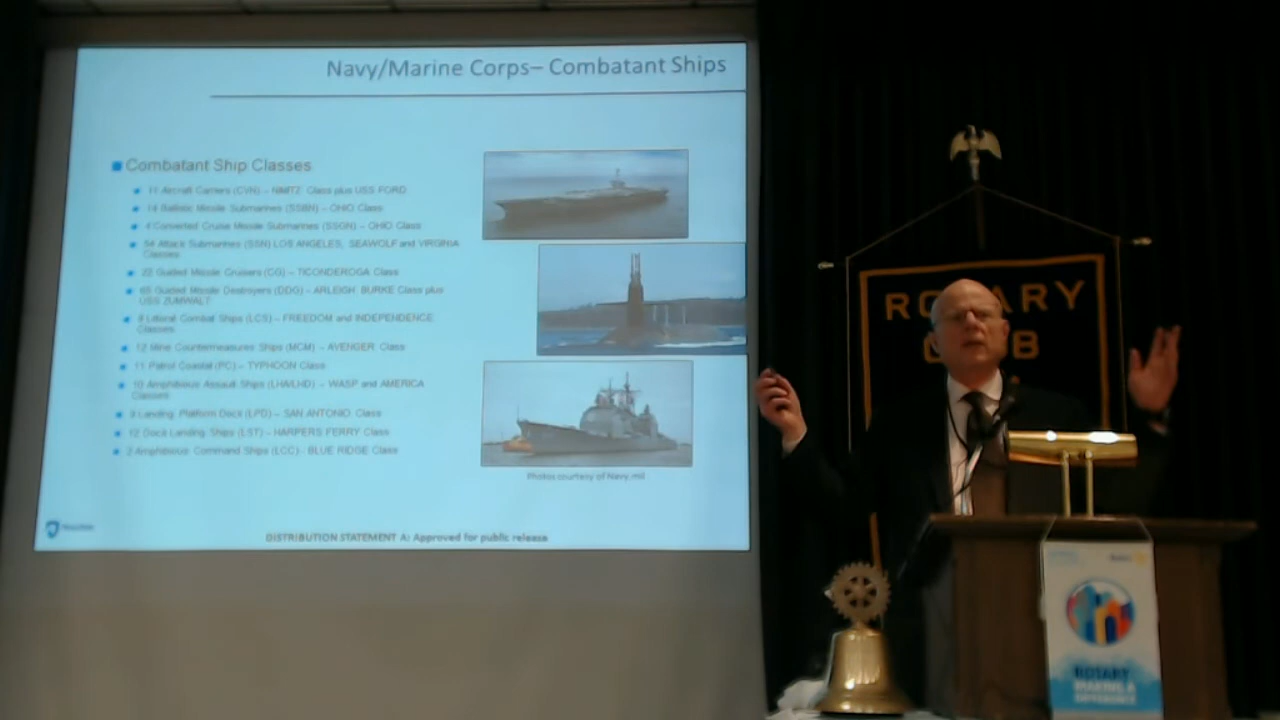 Navy/Marine Corps– Combatant Ships
Combatant Ship Classes
11 Aircraft Carriers (CVN) – NIMITZ Class plus USS FORD
14 Ballistic Missile Submarines (SSBN) – OHIO Class
4 Converted Cruise Missile Submarines (SSGN) – OHIO Class
54 Attack Submarines (SSN) LOS ANGELES, SEAWOLF and VIRGINIA
Classes
22 Guided Missile Cruisers (CG) – TICONDEROGA Class
Guided Missile Destroyers (DDG) – ARLEIGH BURKE Class plus
USS ZUMWALT
Littoral Combat Ships (LCS) – FREEDOM and INDEPENDENCE
Classes
12 Mine Countermeasures Ships (MCM) – AVENGER Class
11 Patrol Coastal (PC) – TYPHOON Class
10 Amphibious Assault Ships (LHA/LHD) – WASP and AMERICA
Classes
9 Landing Platform Dock (LPD) – SAN ANTONIO Class
12 Dock Landing Ships (LST) – HARPERS FERRY Class
2 Amphibious Command Ships (LCC) - BLUE RIDGE Class
Photos courtesy of Navy.mil
DISTRIBUTION STATEMENT A: Approved for public release
ROTARY
CLUB
ROTARY
MAKING A
DIFFERENCE